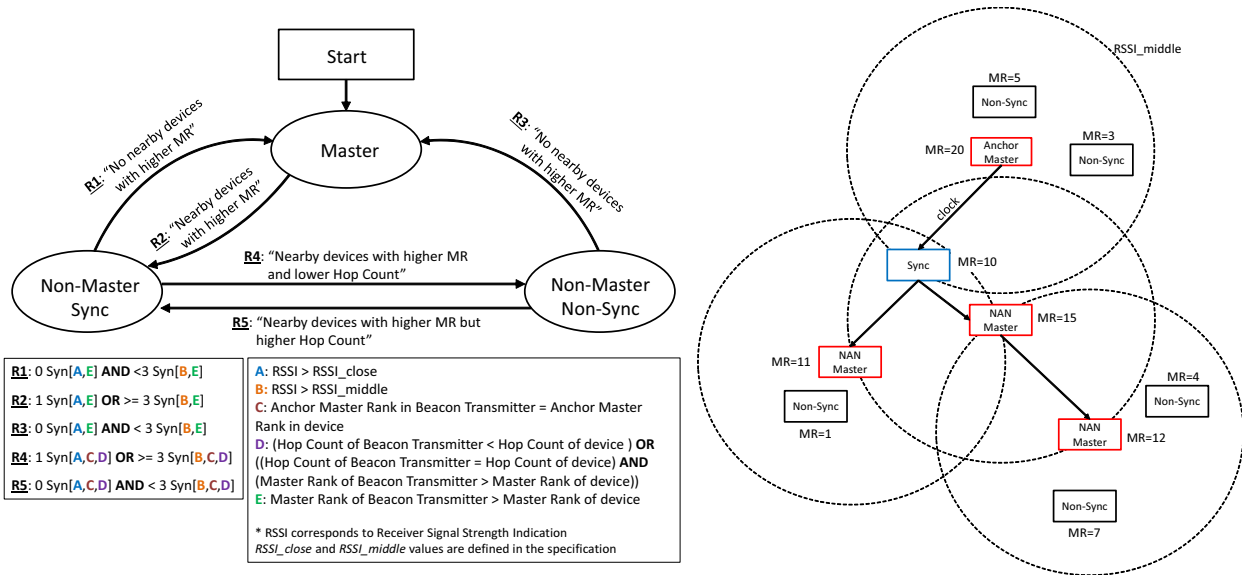 Start
Master
R1: “No nearby devices
with higher MR”
R2: “Nearby devices
with higher MR”
R3: “No nearby devices
with higher MR”
R4: “Nearby devices with higher MR
and lower Hop Count”
Non-Master
Sync
Non-Master
Non-Sync
R5: “Nearby devices with higher MR but
higher Hop Count”
R1: 0 Syn[A,E] AND <3 Syn[B,E]
R2: 1 Syn[A,E] OR >= 3 Syn[B,E]
R3: 0 Syn[A,E] AND < 3 Syn[B,E]
R4: 1 Syn[A,C,D] OR >= 3 Syn[B,C,D]
R5: 0 Syn[A,C,D] AND < 3 Syn[B,C,D]
A: RSSI > RSSI_close
B: RSSI > RSSI_middle
C: Anchor Master Rank in Beacon Transmitter = Anchor Master
Rank in device
D: (Hop Count of Beacon Transmitter < Hop Count of device ) OR
((Hop Count of Beacon Transmitter = Hop Count of device) AND
(Master Rank of Beacon Transmitter > Master Rank of device))
E: Master Rank of Beacon Transmitter > Master Rank of device
* RSSI corresponds to Receiver Signal Strength Indication
RSSI_close and RSSI_middle values are defined in the specification
RSSI_middle
MR=5
Non-Sync
MR=20
Anchor
Master
MR=3
Non-Sync
clock
Sync
MR=10
NAN
Master
MR=15
MR=11
NAN
Master
Non-Sync
MR=1
MR=4
Non-Sync
NAN
Master
MR=12
Non-Sync
MR=7